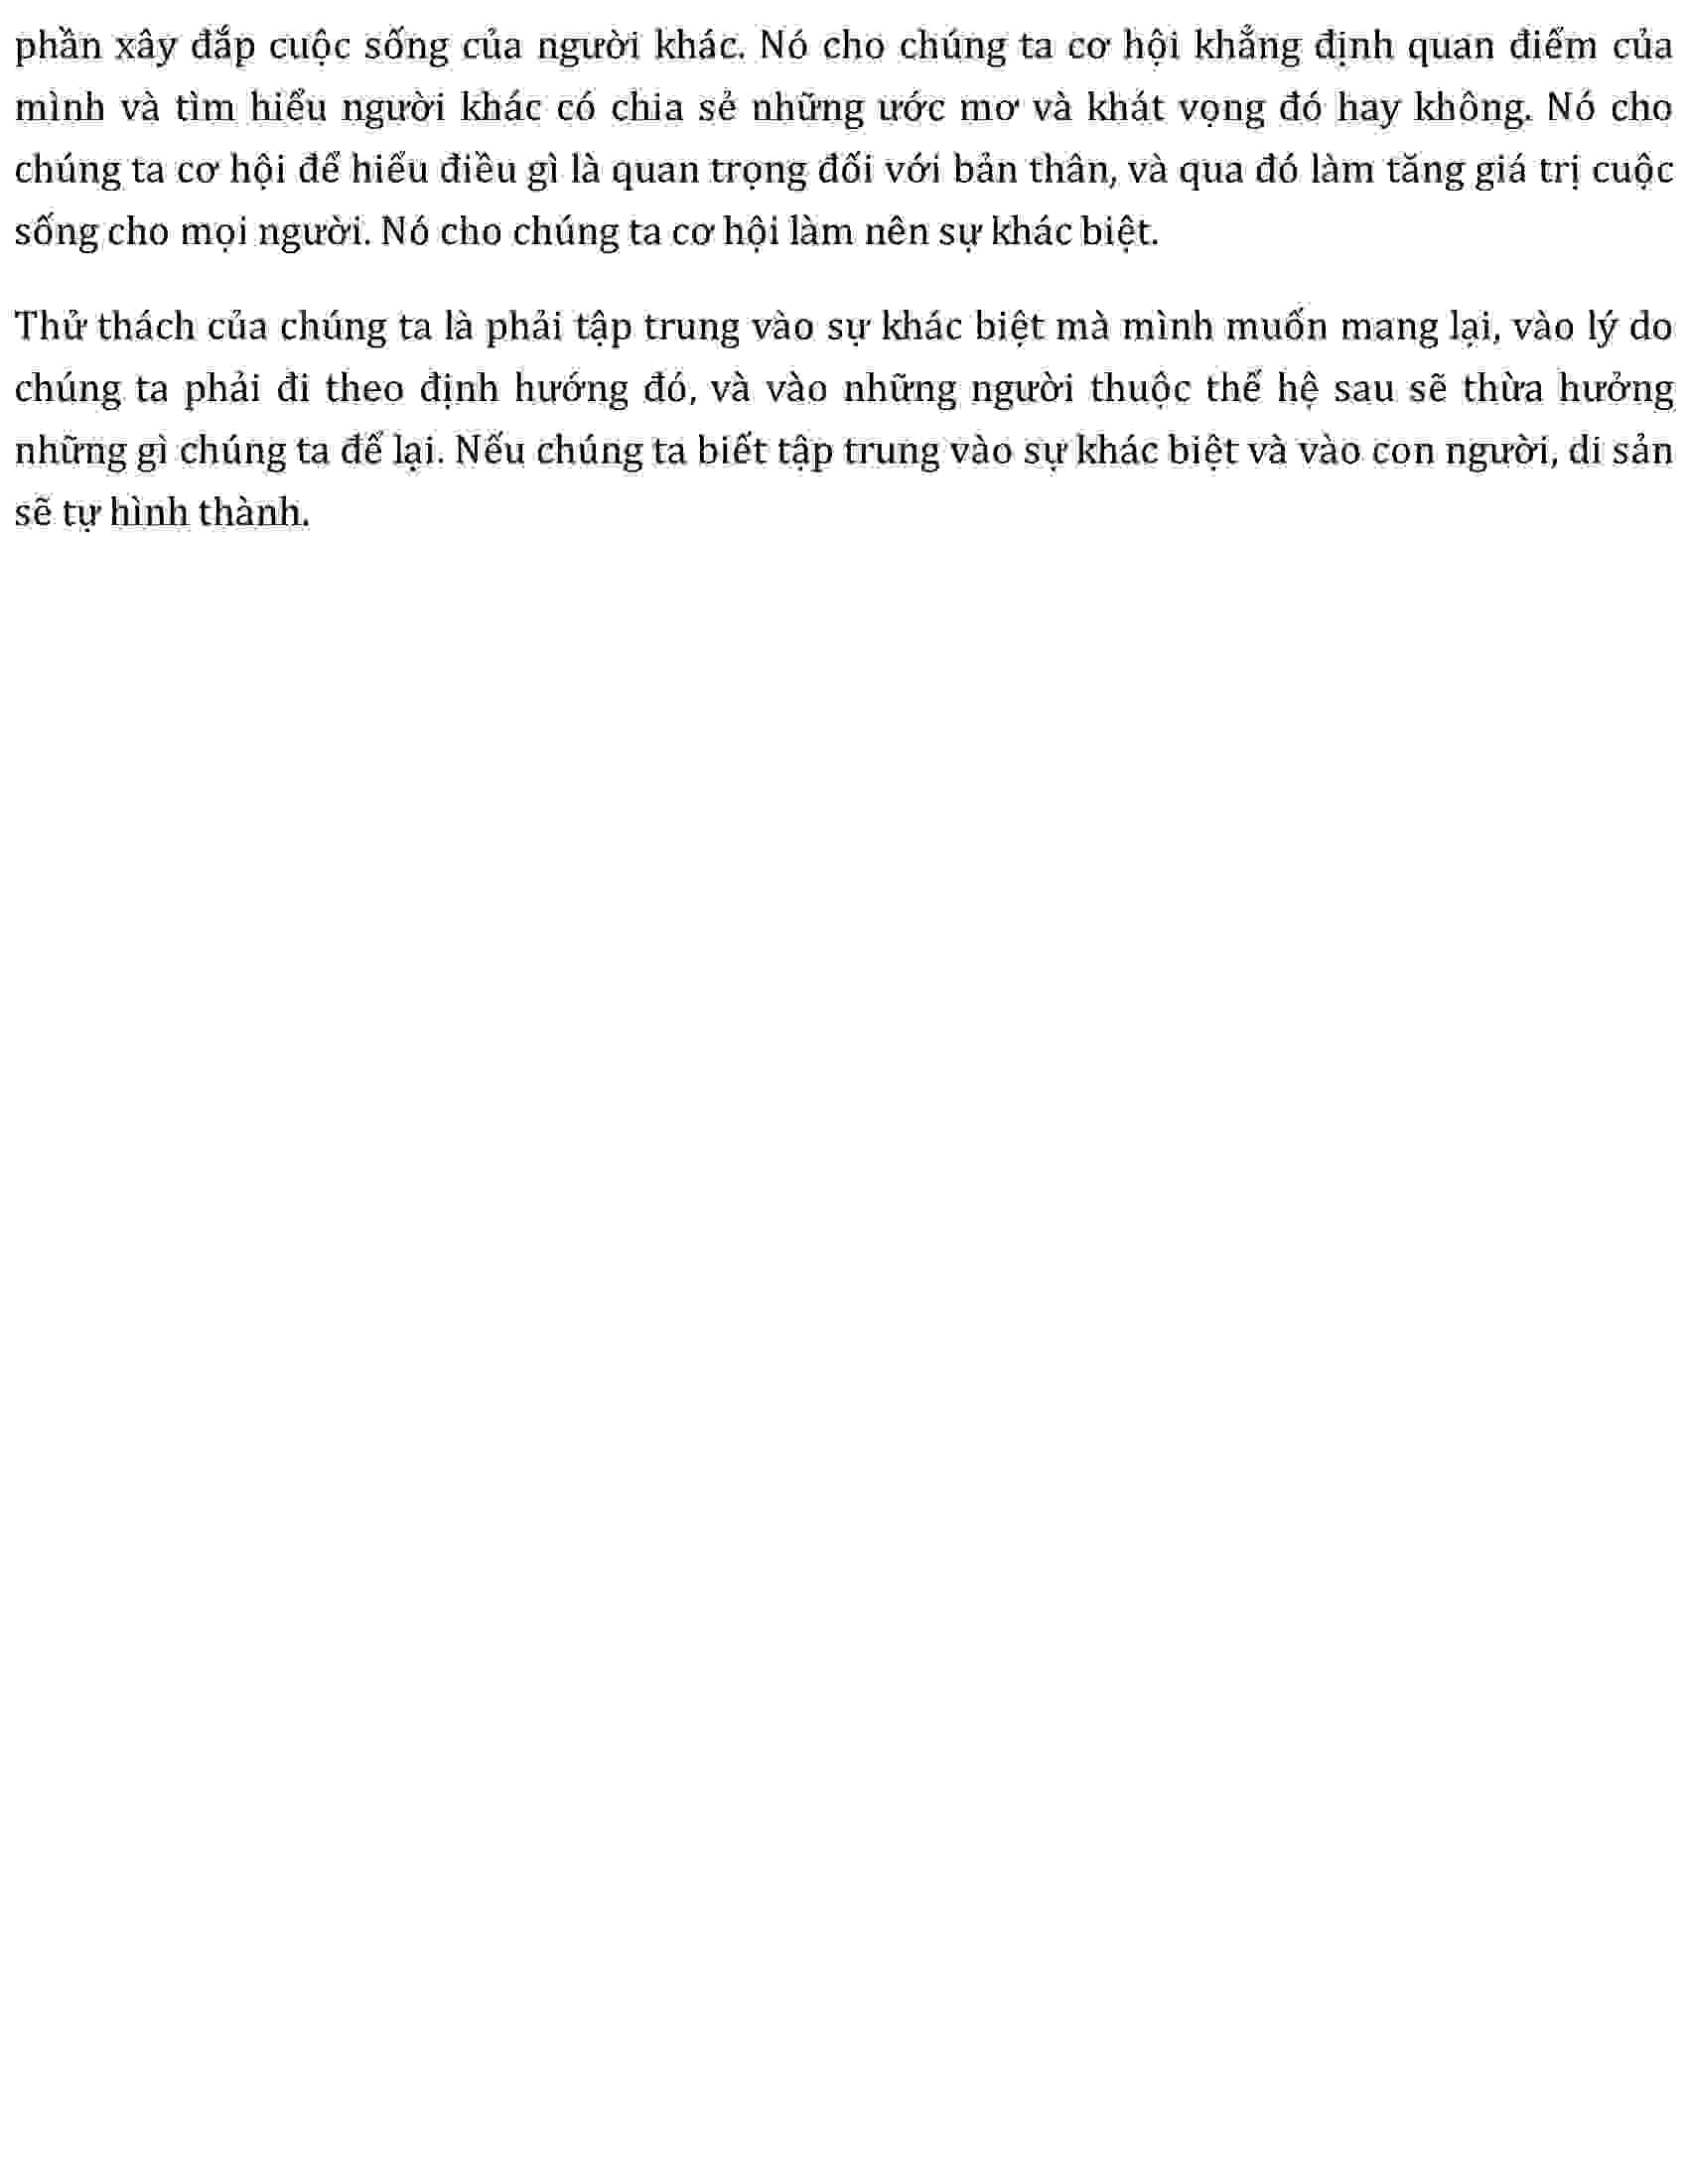 phần xây đắp cuộc sống của người khác. Nó cho chúng ta cơ hội khẳng định quan điểm của
mình và tìm hiểu người khác có chia sẻ những ước mơ và khát vọng đó hay không. Nó cho
chúng ta cơ hội để hiểu điều gì là quan trọng đối với bản thân, và qua đó làm tăng giá trị cuộc
sống cho mọi người. Nó cho chúng ta cơ hội làm nên sự khác biệt.
Thử thách của chúng ta là phải tập trung vào sự khác biệt mà mình muốn mang lại, vào lý do
chúng ta phải đi theo định hướng đó, và vào những người thuộc thế hệ sau sẽ thừa hưởng
những gì chúng ta để lại. Nếu chúng ta biết tập trung vào sự khác biệt và vào con người, di sản
sẽ tự hình thành.